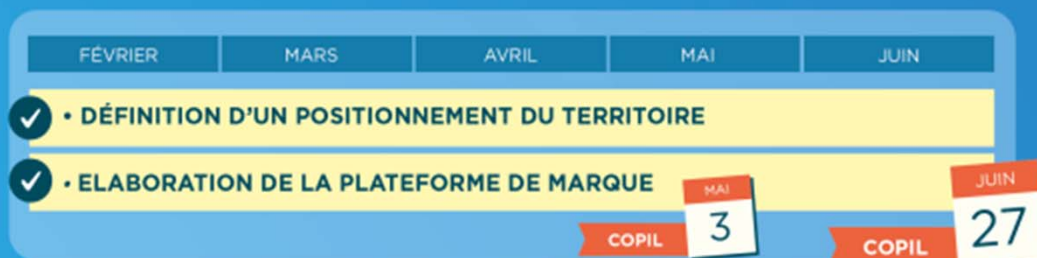 FÉVRIER MARS AVRIL MAI JUIN
• DÉFINITION D'UN POSITIONNEMENT DU TERRITOIRE
• ELABORATION DE LA PLATEFORME DE MARQUE
MAI
3
COPIL
JUIN
27
COPIL